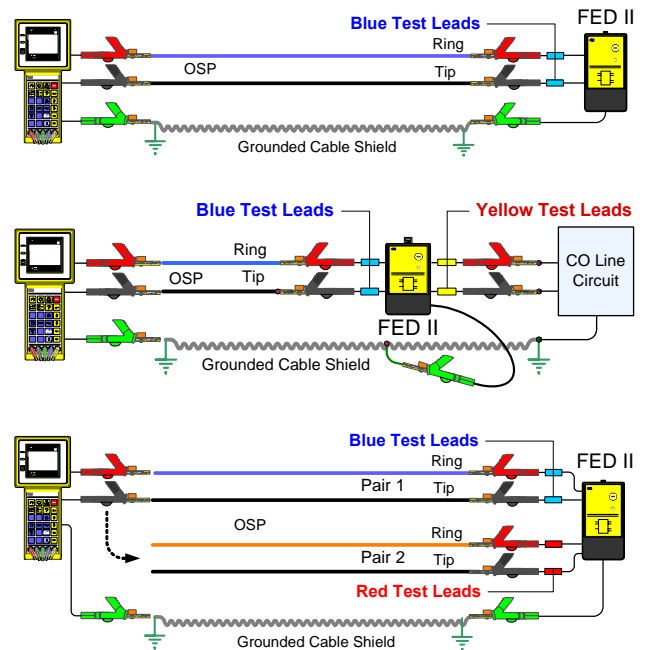 FED II
Blue Test Leads
Ring
OSP
Tip
Grounded Cable Shield
Blue Test Leads
Yellow Test Leads
Ring
OSP
Tip
CO Line
Circuit
FED II
Grounded Cable Shield
Blue Test Leads
FED II
Ring
Pair 1
Tip
OSP
Ring
Pair 2
Tip
Red Test Leads
Grounded Cable Shield